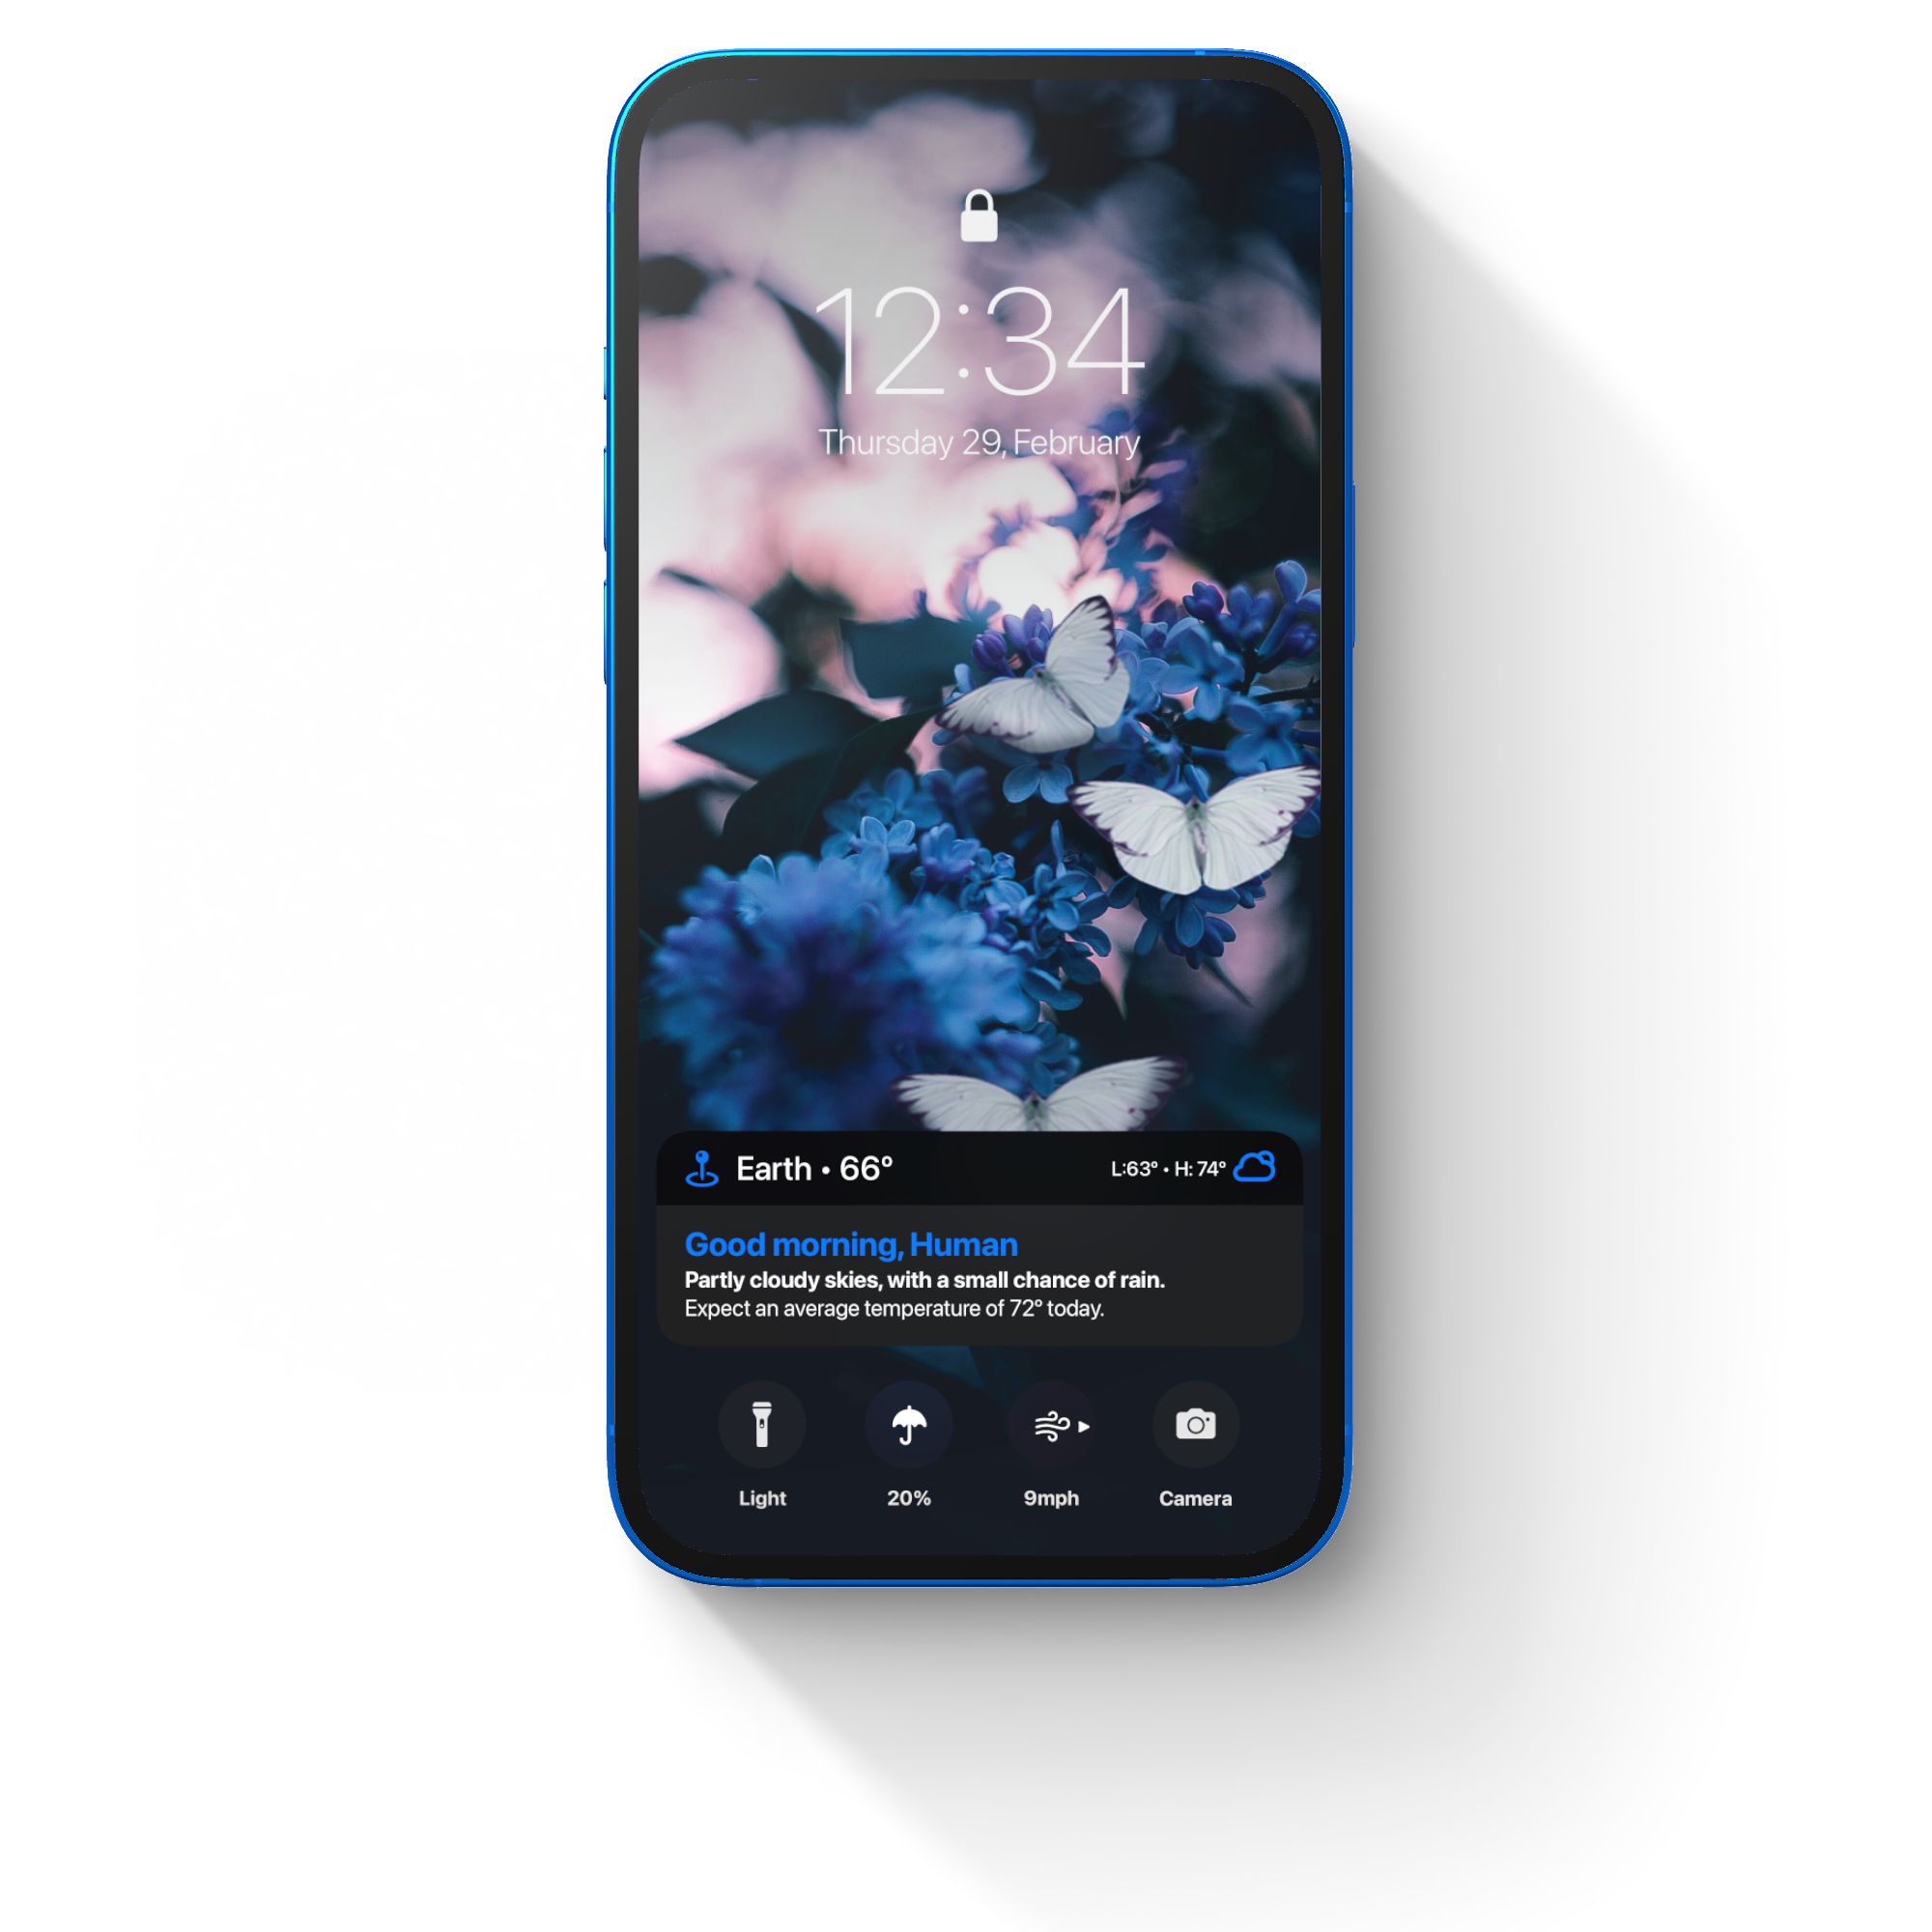 12:34
Thursday 29, February
Earth • 66°
L:63° • H: 74°
Good morning, Human
Partly cloudy skies, with a small chance of rain.
Expect an average temperature of 72° today.
Light
20%
9mph
Camera